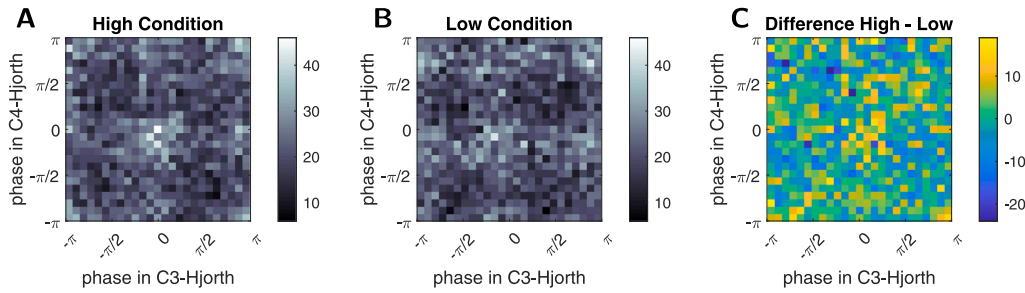 A
High Condition
phase in C4-Hjorth
π
π/2
0
-π/2
-π
-π
-π/2
0
π/2
π
phase in C3-Hjorth
40
30
20
10
B
Low Condition
phase in C4-Hjorth
π
π/2
0
-π/2
-π
-π
-π/2
0
π/2
π
phase in C3-Hjorth
40
30
20
10
C
Difference High - Low
phase in C4-Hjorth
π
π/2
0
-π/2
-π
-π
-π/2
0
π/2
π
phase in C3-Hjorth
10
0
-10
-20